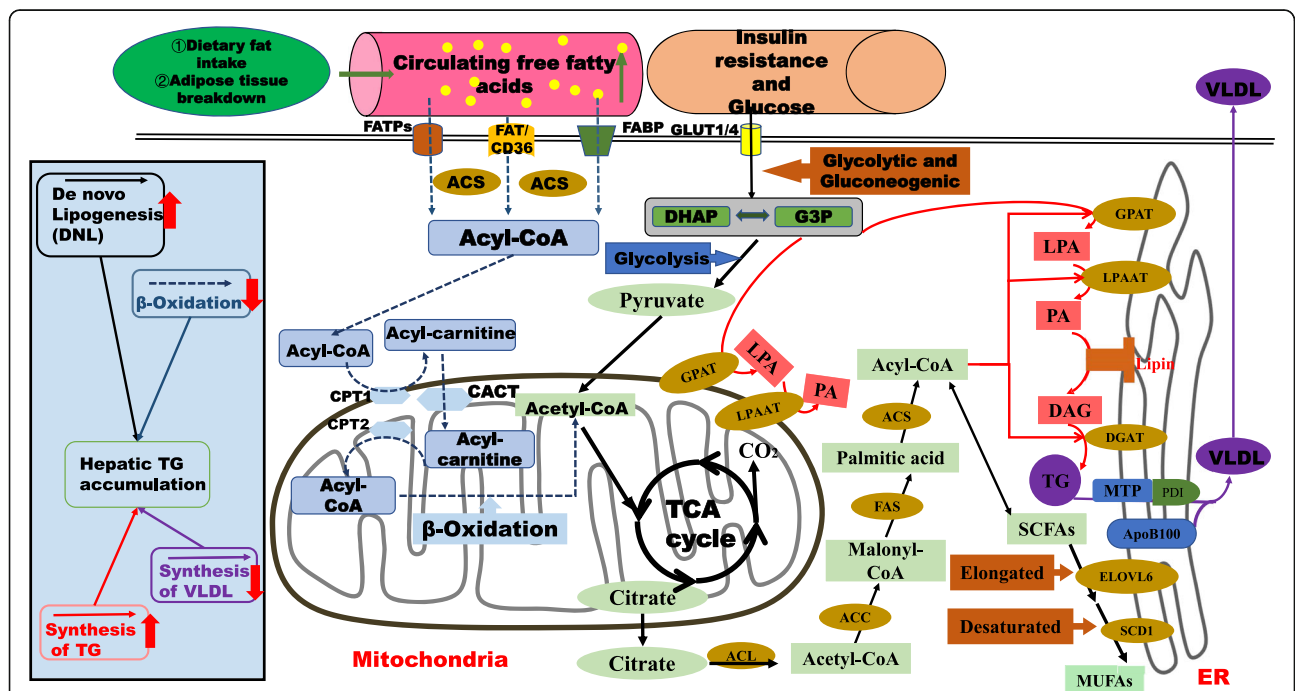 ①Dietary fat
intake
②Adipose tissue
breakdown
Circulating free fatty
acids
Insulin
resistance
and
Glucose
VLDL
FATPs
FAT/
CD36
FABP
GLUT1/4
ACS
ACS
Glycolytic and
Gluconeogenic
DHAP
G3P
Acyl-CoA
Glycolysis
Pyruvate
De novo
Lipogenesis
(DNL)
β-Oxidation
Hepatic TG
accumulation
Synthesis
of VLDL
Synthesis
of TG
Acyl-CoA
Acyl-carnitine
CPT1
CACT
CPT2
Acyl-
carnitine
Acyl-
CoA
β-Oxidation
Acetyl-CoA
GPAT
LPA
LPAAT
PA
CO₂
TCA
cycle
Citrate
Citrate
Mitochondria
ACL
Acetyl-CoA
ACC
Malonyl-
CoA
FAS
Palmitic acid
ACS
Acyl-CoA
GPAT
LPA
LPAAT
PA
Lipin
DAG
DGAT
TG
MTP
PDI
VLDL
ApoB100
SCFAs
Elongated
ELOVL6
Desaturated
SCD1
MUFAs
ER